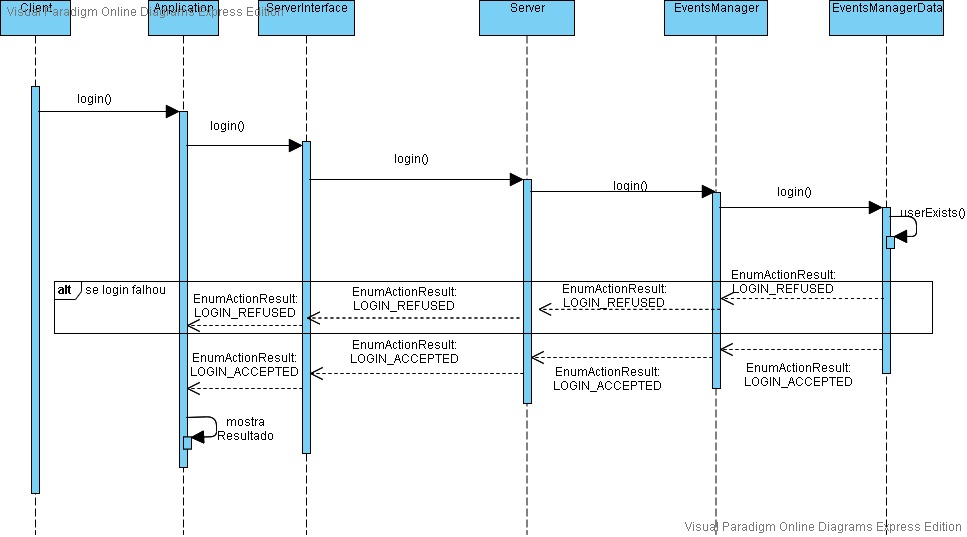 Client
Application
ServerInterface
Server
EventsManager
EventsManagerData
Visual Paradigm Online Diagrams Express Edition
login()
login()
login()
login()
login()
userExists()
alt
se login falhou
EnumActionResult:
LOGIN_REFUSED
EnumActionResult:
LOGIN_REFUSED
EnumActionResult:
LOGIN_REFUSED
EnumActionResult:
LOGIN_REFUSED
EnumActionResult:
LOGIN_ACCEPTED
EnumActionResult:
LOGIN_ACCEPTED
EnumActionResult:
LOGIN_ACCEPTED
EnumActionResult:
LOGIN_ACCEPTED
mostra
Resultado
Visual Paradigm Online Diagrams Express Edition